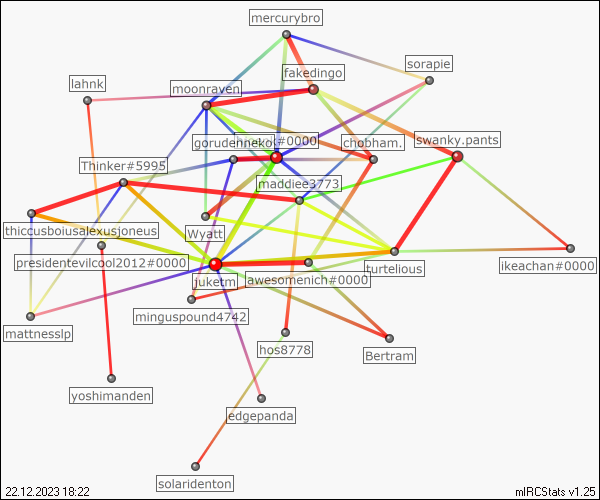 mercurybro
sorapie
fakedingo
lahnk
moonraven
gorudennekol
#0000
chobham.
swanky.pants
Thinker#5995
maddiee3773
thiccusboiusalexusjoneus
Wyatt
presidentevilcool2012#0000
turtelious
ikeachan#0000
juketm
awesomenich#0000
minguspound4742
mattnesslp
hos8778
Bertram
yoshimanden
edgepanda
solaridenton
22.12.2023 18:22
mIRCStats v1.25